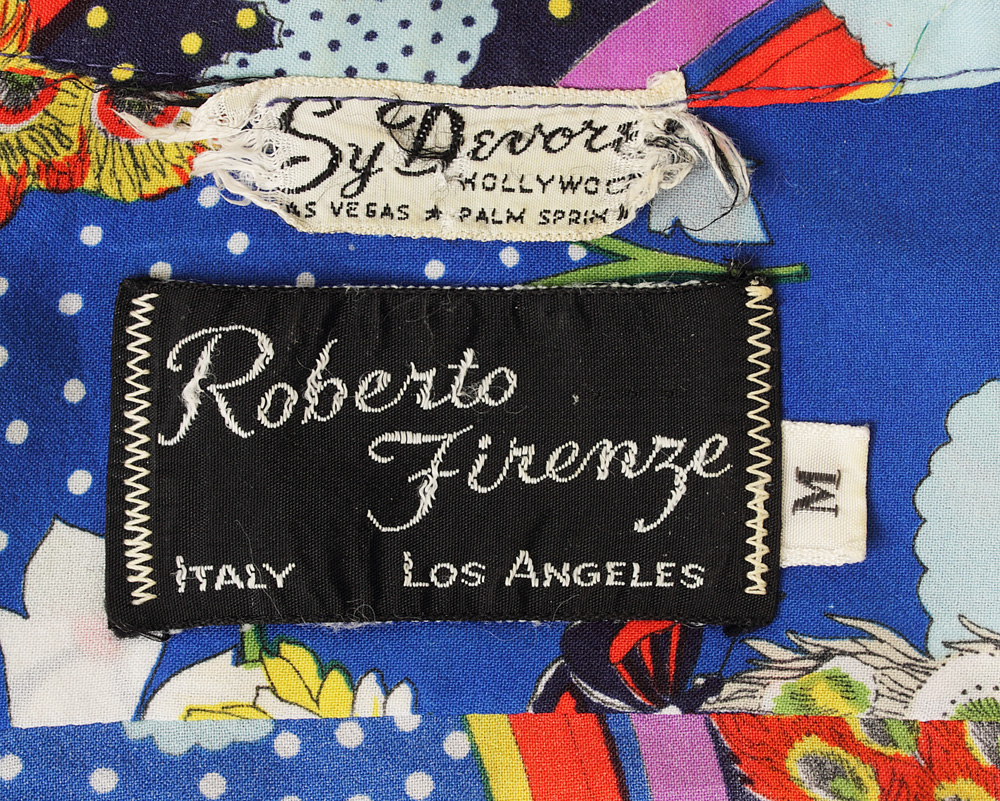 Sy Devore
HOLLYWOO
AS VEGAS ★ PALM SPRIN
Roberto
Firenze
ITALY LOS ANGELES
M